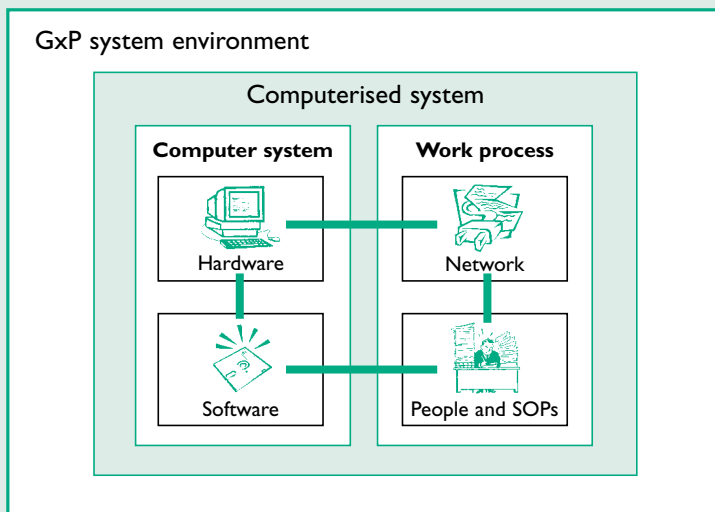 GxP system environment
Computerised system
Computer system
Work process
Hardware
Network
Software
People and SOPs